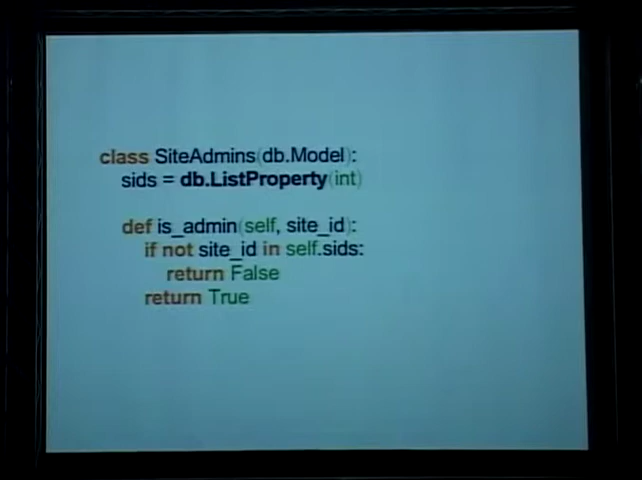 class SiteAdmins(db.Model):
sids = db.ListProperty(int)
def is_admin(self, site_id):
if not site_id in self.sids:
return False
return True